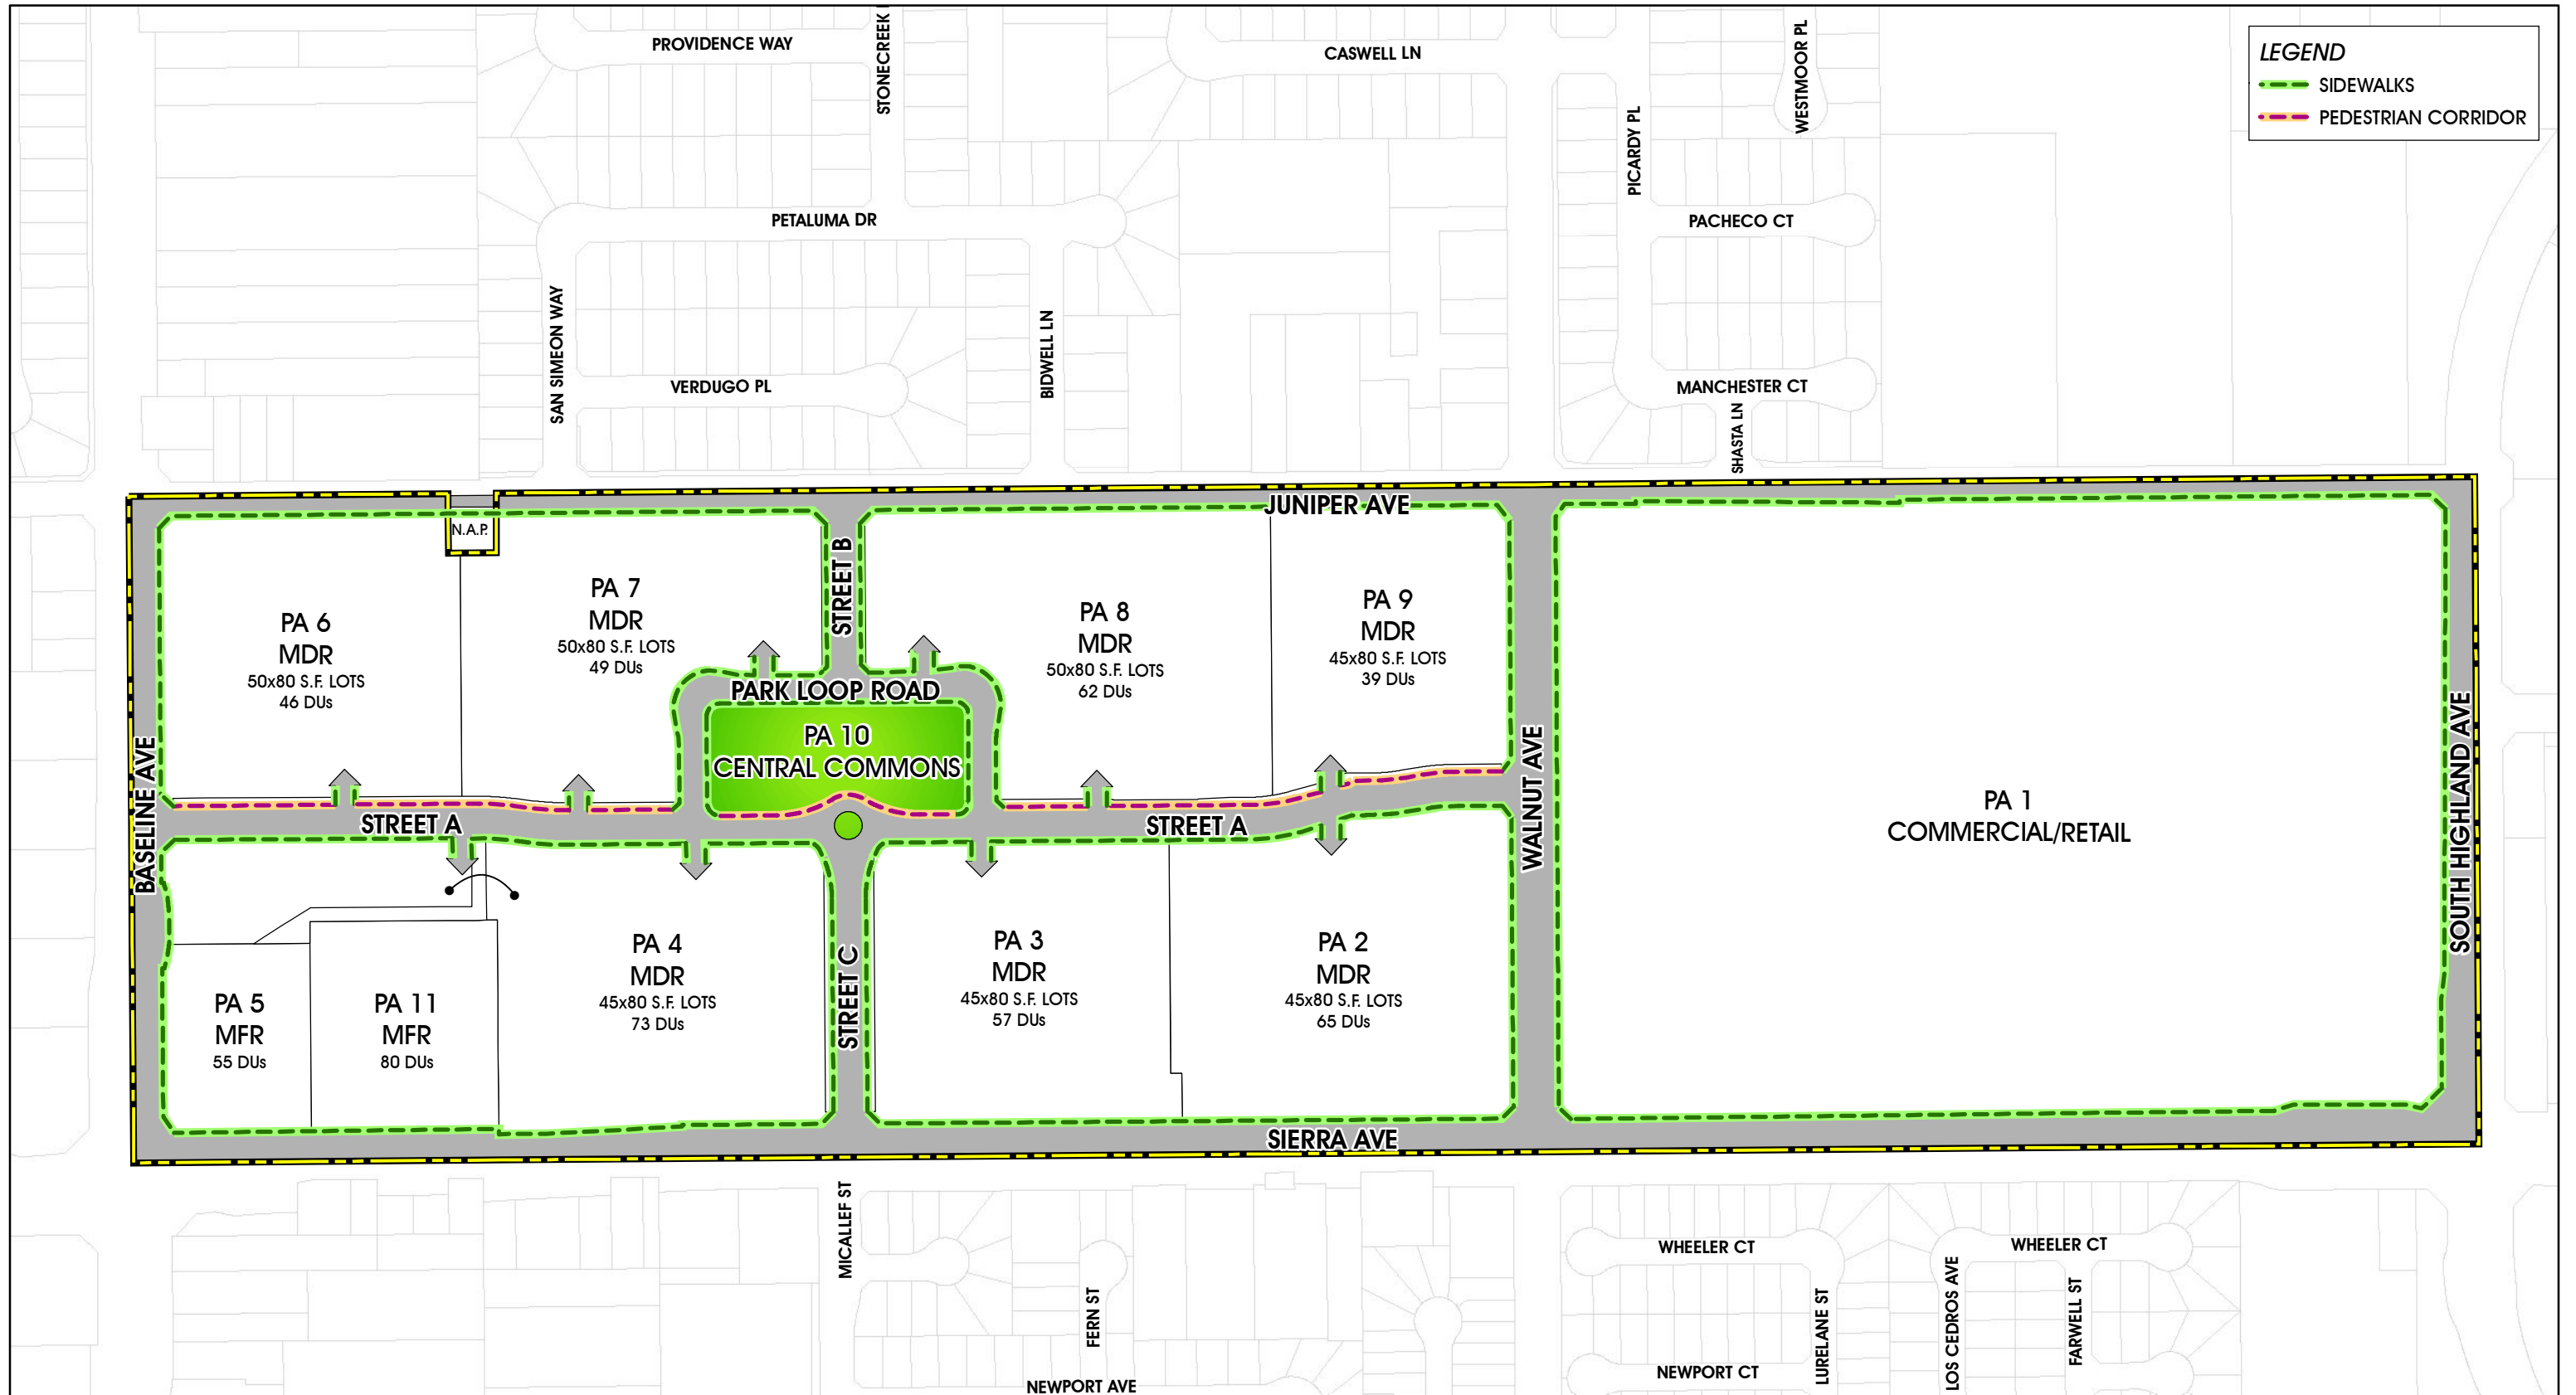 PROVIDENCE WAY
STONECREEK
CASWELL LN
WESTMOOR PL
PICARDY PL
LEGEND
SIDEWALKS
PEDESTRIAN CORRIDOR
PETALUMA DR
PACHECO CT
SAN SIMEON WAY
VERDUGO PL
BIDWELL LN
MANCHESTER CT
SHASTA LN
JUNIPER AVE
N.A.P.
STREET B
PA 6
MDR
50x80 S.F. LOTS
46 DUs
PA 7
MDR
50x80 S.F. LOTS
49 DUs
PA 8
MDR
50x80 S.F. LOTS
62 DUs
PA 9
MDR
45x80 S.F. LOTS
39 DUs
PARK LOOP ROAD
PA 10
CENTRAL COMMONS
BASELINE AVE
STREET A
STREET A
WALNUT AVE
PA 1
COMMERCIAL/RETAIL
SOUTH HIGHLAND AVE
PA 5
MFR
55 DUs
PA 11
MFR
80 DUs
PA 4
MDR
45x80 S.F. LOTS
73 DUs
STREET C
PA 3
MDR
45x80 S.F. LOTS
57 DUs
PA 2
MDR
45x80 S.F. LOTS
65 DUs
SIERRA AVE
MICALLEF ST
FERN ST
NEWPORT AVE
WHEELER CT
WHEELER CT
LURELANE ST
LOS CEDROS AVE
FARWELL ST
NEWPORT CT